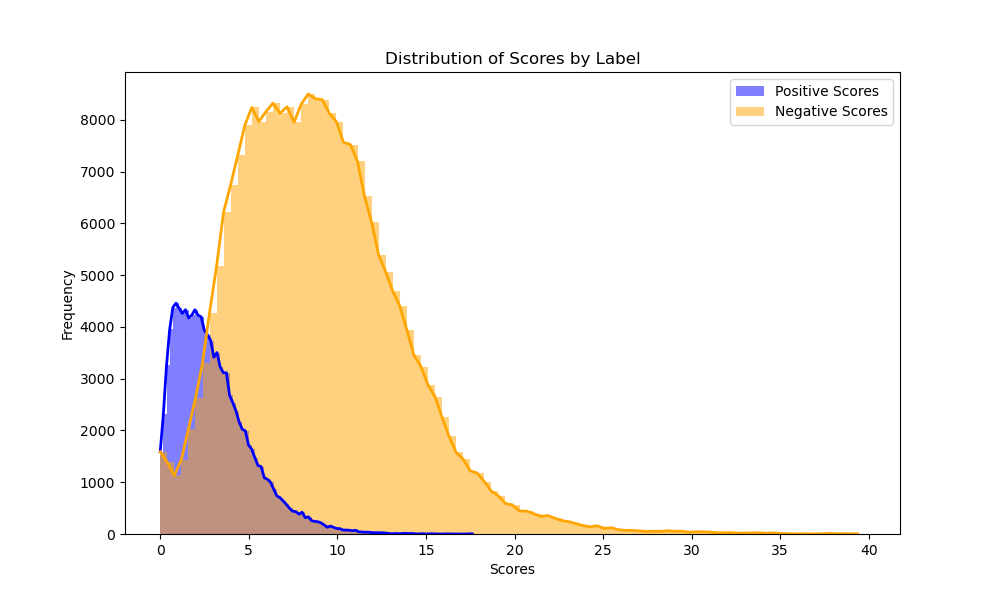 Distribution of Scores by Label
Positive Scores
Negative Scores
Frequency
8000
7000
6000
5000
4000
3000
2000
1000
0
0 5 10 15 20 25 30 35 40
Scores